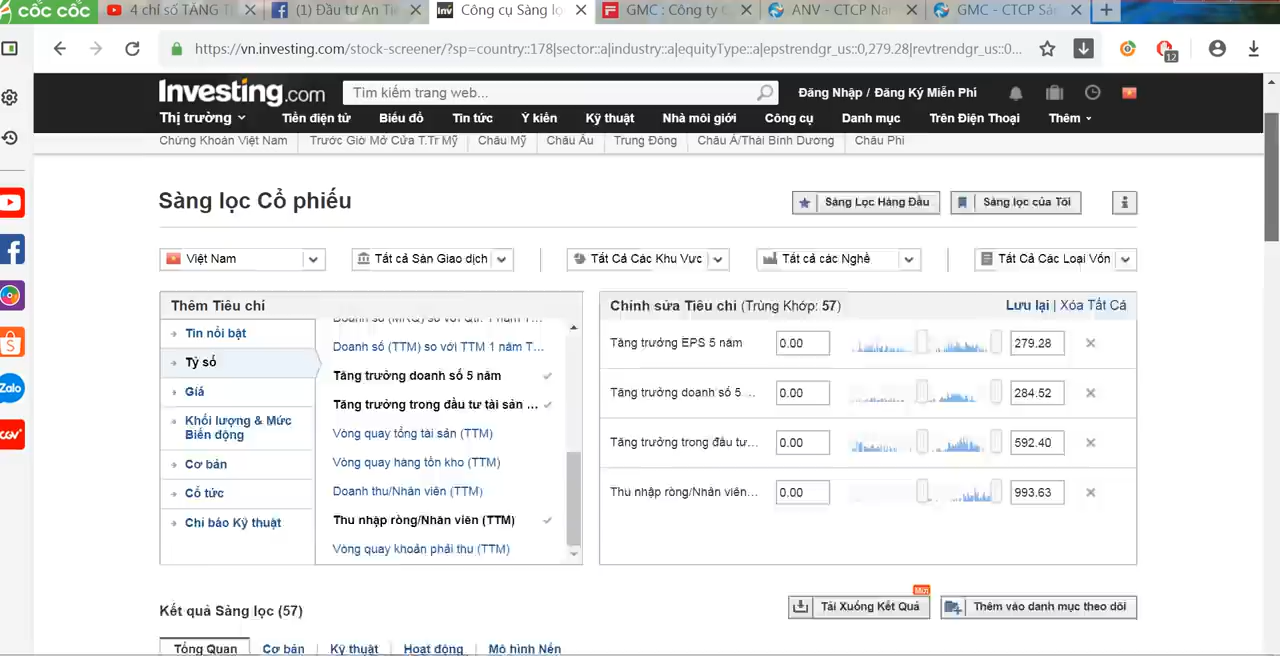 CỐC CỐC
4 chỉ số TĂNG T
(1) Đầu tư An Ti
Công cụ Sàng lọ
GMC : Công ty C
ANV - CTCP Na
GMC - CTCP Sả
https://vn.investing.com/stock-screener/?sp=country::178|sector::a|industry::a|equityType::a|epstrendgr_us::0,279.28|revtrendgr_us::0...
12
Investing.com
Tìm kiếm trang web...
Đăng Nhập / Đăng Ký Miễn Phí
Thị trường
Tiền điện tử
Biểu đồ
Tin tức
Ý kiến
Kỹ thuật
Nhà môi giới
Công cụ
Danh mục
Trên Điện Thoại
Thêm
Chứng Khoán Việt Nam
Trước Giờ Mở Cửa T.Tr Mỹ
Châu Mỹ
Châu Âu
Trung Đông
Châu Á/Thái Bình Dương
Châu Phi
Sàng lọc Cổ phiếu
Sàng Lọc Hàng Đầu
Sàng lọc của Tôi
Việt Nam
Tất cả Sàn Giao dịch
Tất Cả Các Khu Vực
Tất cả các Nghề
Tất Cả Các Loại Vốn
Thêm Tiêu chí
Tin nổi bật
Tỷ số
Giá
Khối lượng & Mức
Biến động
Cơ bản
Cổ tức
Chỉ báo Kỹ thuật
Doanh số (MRQ) so với Qtr. 1 năm T...
Doanh số (TTM) so với TTM 1 năm T...
Tăng trưởng doanh số 5 năm
Tăng trưởng trong đầu tư tài sản ...
Vòng quay tổng tài sản (TTM)
Vòng quay hàng tồn kho (TTM)
Doanh thu/Nhân viên (TTM)
Thu nhập ròng/Nhân viên (TTM)
Vòng quay khoản phải thu (TTM)
Chỉnh sửa Tiêu chí (Trùng Khớp: 57)
Lưu lại | Xóa Tất Cả
Tăng trưởng EPS 5 năm 0.00 279.28
Tăng trưởng doanh số 5 ... 0.00 284.52
Tăng trưởng trong đầu tư... 0.00 592.40
Thu nhập ròng/Nhân viên... 0.00 993.63
Kết quả Sàng lọc (57)
Mới
Tải Xuống Kết Quả
Thêm vào danh mục theo dõi
Tổng Quan
Cơ bản
Kỹ thuật
Hoạt động
Mô hình Nến
Zalo
CGV